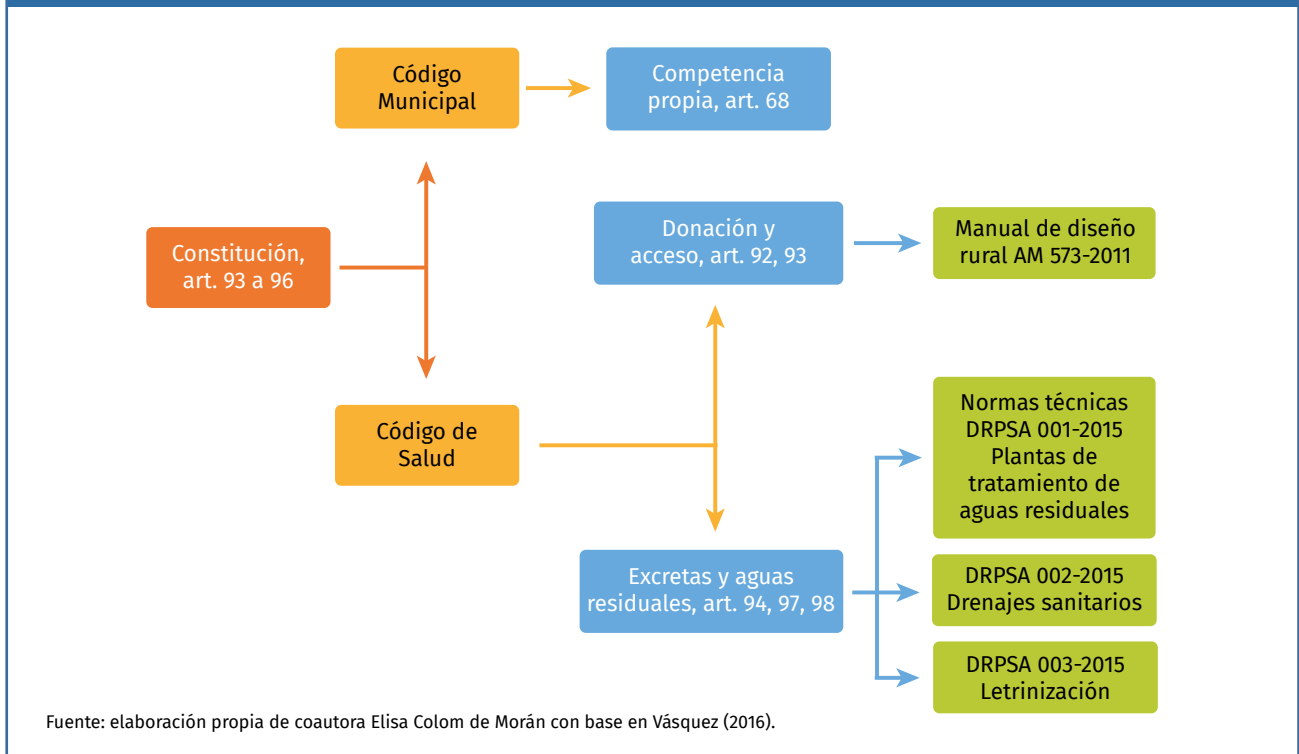 Código
Municipal
Competencia
propia, art. 68
Constitución,
art. 93 a 96
Donación y
acceso, art. 92, 93
Manual de diseño
rural AM 573-2011
Código de
Salud
Normas técnicas
DRPSA 001-2015
Plantas de
tratamiento de
aguas residuales
Excretas y aguas
residuales, art. 94, 97, 98
DRPSA 002-2015
Drenajes sanitarios
DRPSA 003-2015
Letrinización
Fuente: elaboración propia de coautora Elisa Colom de Morán con base en Vásquez (2016).